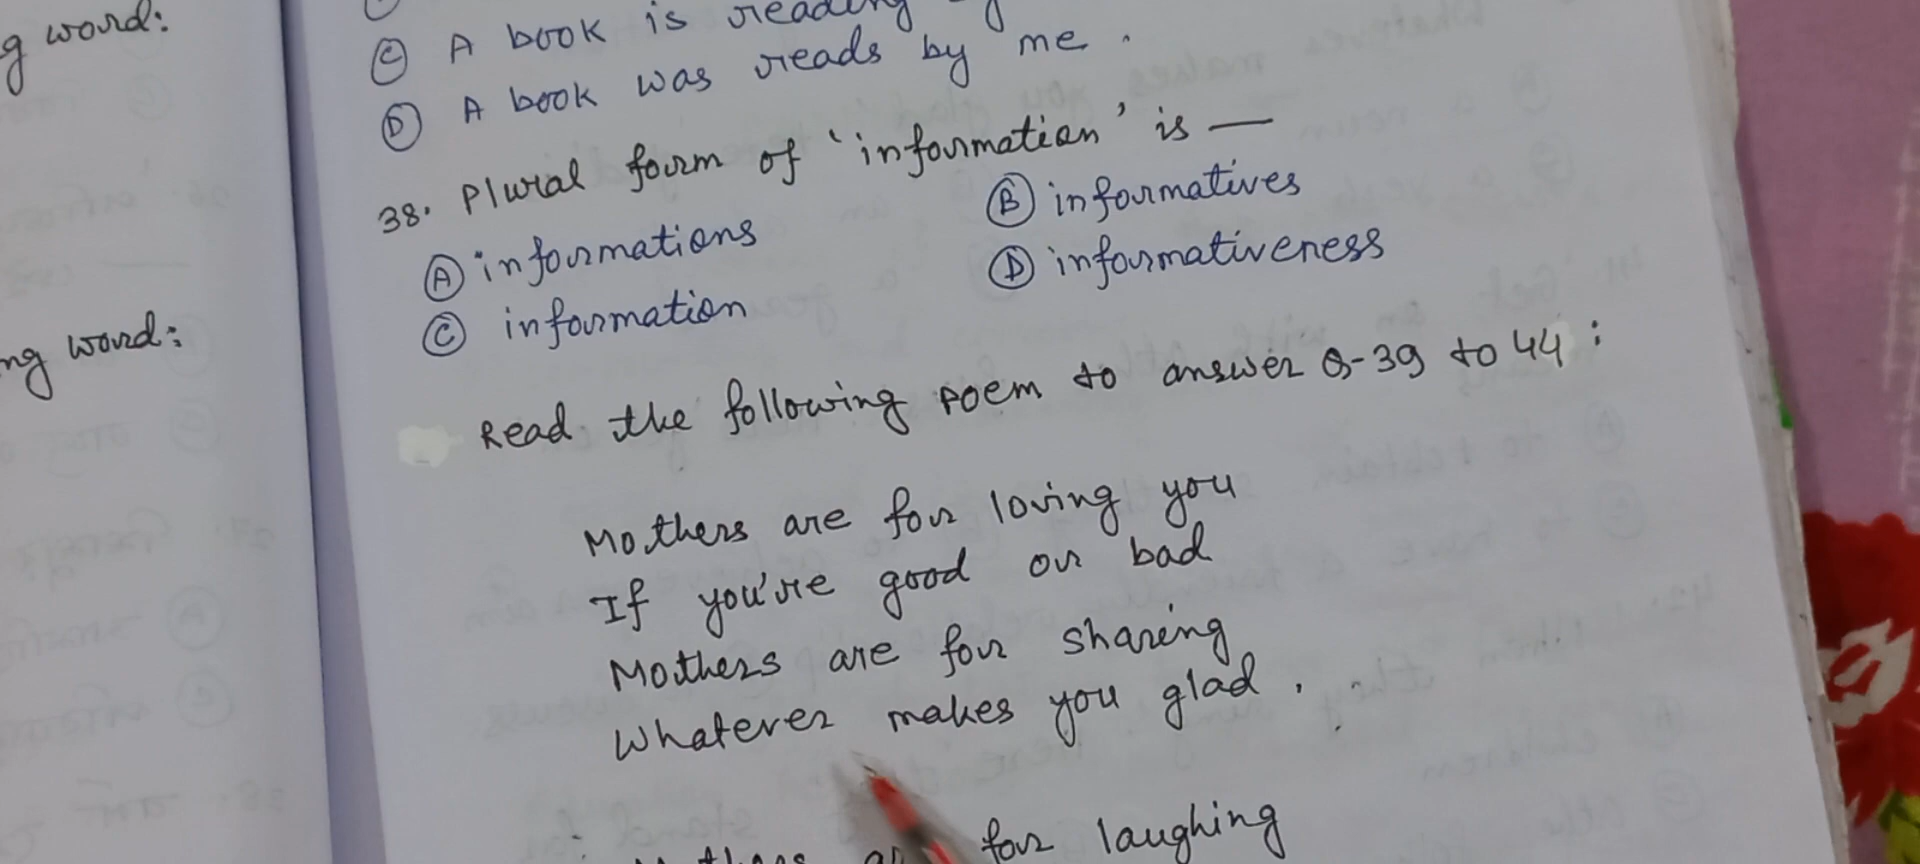 g word:
ng word:
C A book is reading
D A book was reads by me.
38. Plural form of 'information' is —
A informations
B informatives
C information
D informativeness
Read the following poem to answer Q-39 to 44:
Mothers are for loving you
If you're good or bad
Mothers are for sharing
Whatever makes you glad.
for laughing